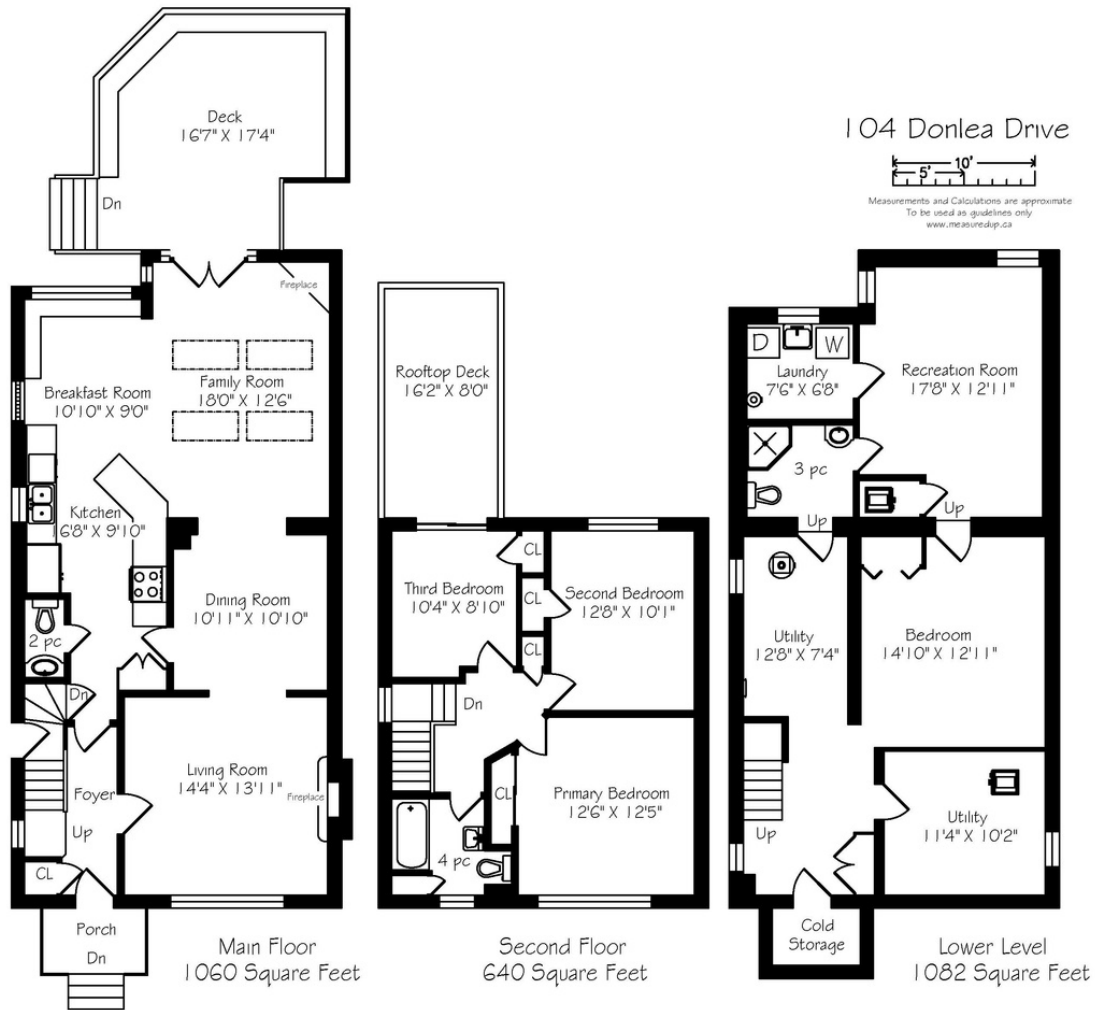 104 Donlea Drive
5'
10'
Measurements and Calculations are approximate
To be used as guidelines only
www.measuredup.ca
Deck
16'7" X 17'4"
Dn
Fireplace
Breakfast Room
10'10" X 9'0"
Family Room
18'0" X 12'6"
Kitchen
16'8" X 9'10"
Dining Room
10'11" X 10'10"
2 pc
Dn
Living Room
14'4" X 13'11"
Fireplace
Foyer
Up
CL
Porch
Dn
Main Floor
1060 Square Feet
Rooftop Deck
16'2" X 8'0"
CL
Third Bedroom
10'4" X 8'10"
CL
Second Bedroom
12'8" X 10'1"
CL
Dn
CL
Primary Bedroom
12'6" X 12'5"
4 pc
Second Floor
640 Square Feet
D
W
Laundry
7'6" X 6'8"
Recreation Room
17'8" X 12'11"
3 pc
Up
Up
Utility
12'8" X 7'4"
Bedroom
14'10" X 12'11"
Up
Utility
11'4" X 10'2"
Cold
Storage
Lower Level
1082 Square Feet